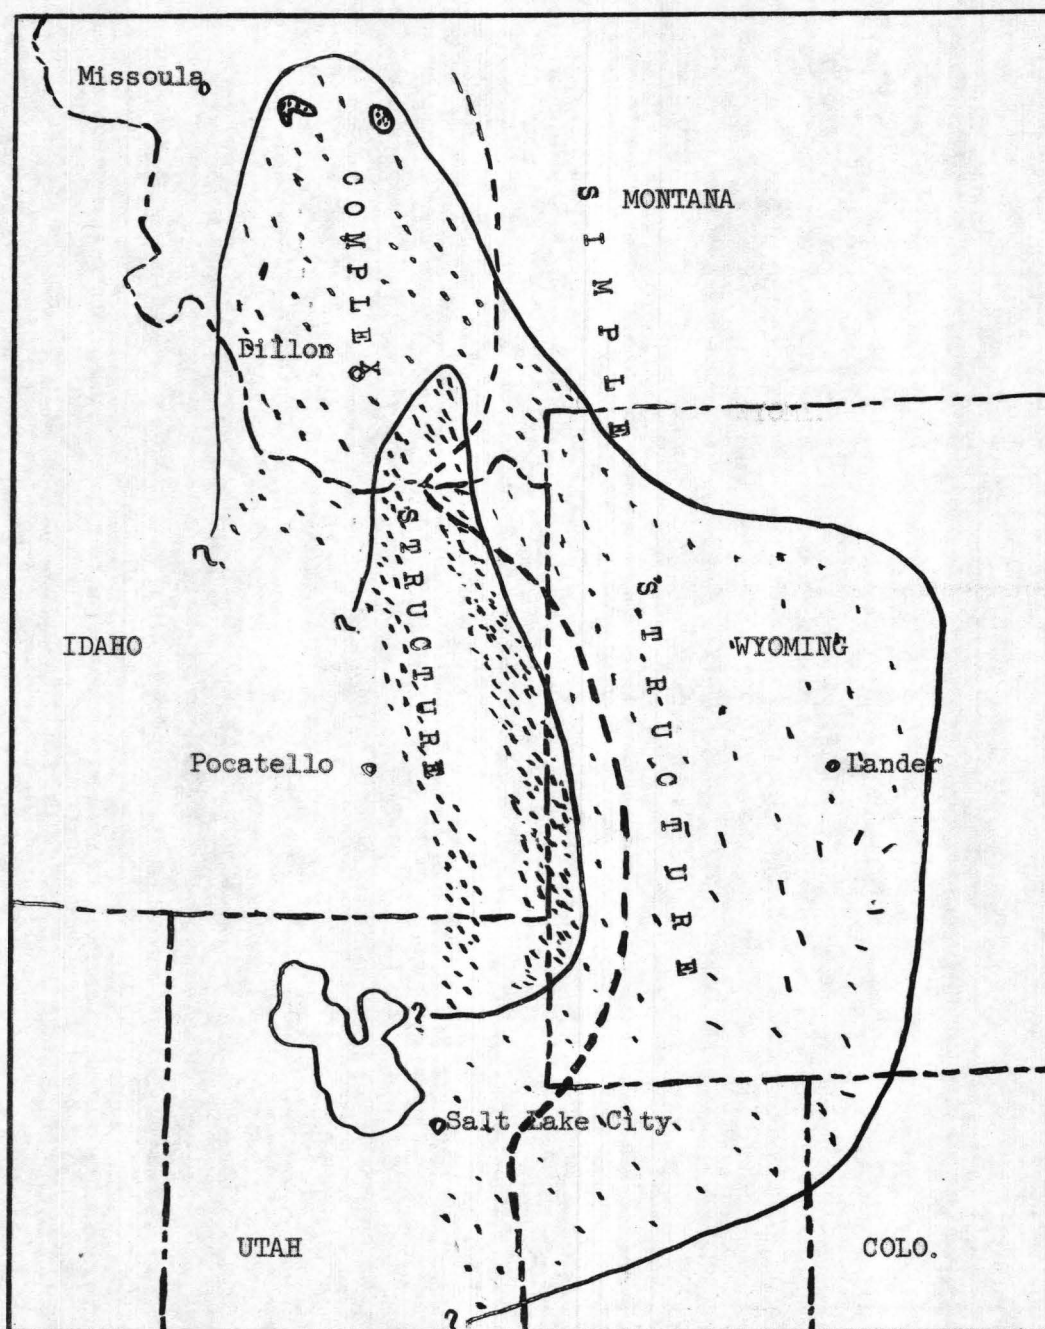 Missoula
COMPLEX
SIMPLE
MONTANA
Dillon
STRUCTURE
STRUCTURE
?
?
IDAHO
WYOMING
Pocatello
Lander
?
Salt Lake City
UTAH
COLO.
?